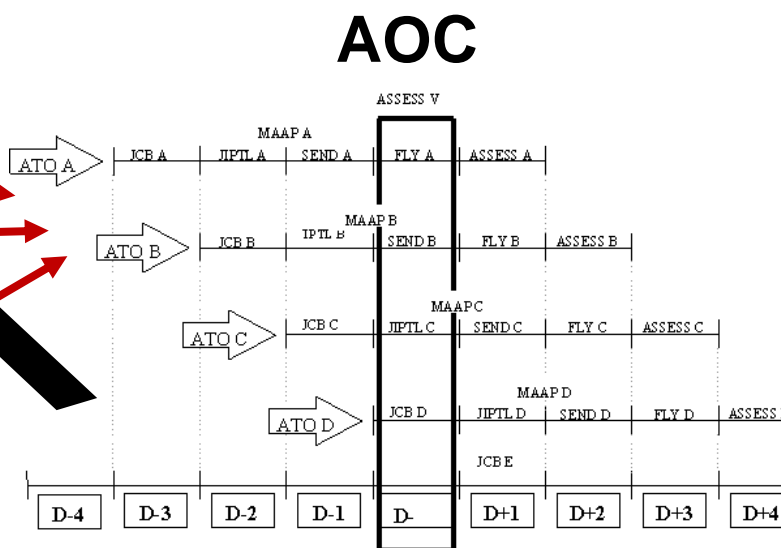 AOC
ASSESS V
MAAP A
ATO A JCB A JIPTL A SEND A FLY A ASSESS A
MAAP B
ATO B JCB B IPTL B SEND B FLY B ASSESS B
MAAP C
ATO C JCB C JIPTL C SEND C FLY C ASSESS C
MAAP D
ATO D JCB D JIPTL D SEND D FLY D ASSESS
JCB E
D-4 D-3 D-2 D-1 D- D+1 D+2 D+3 D+4